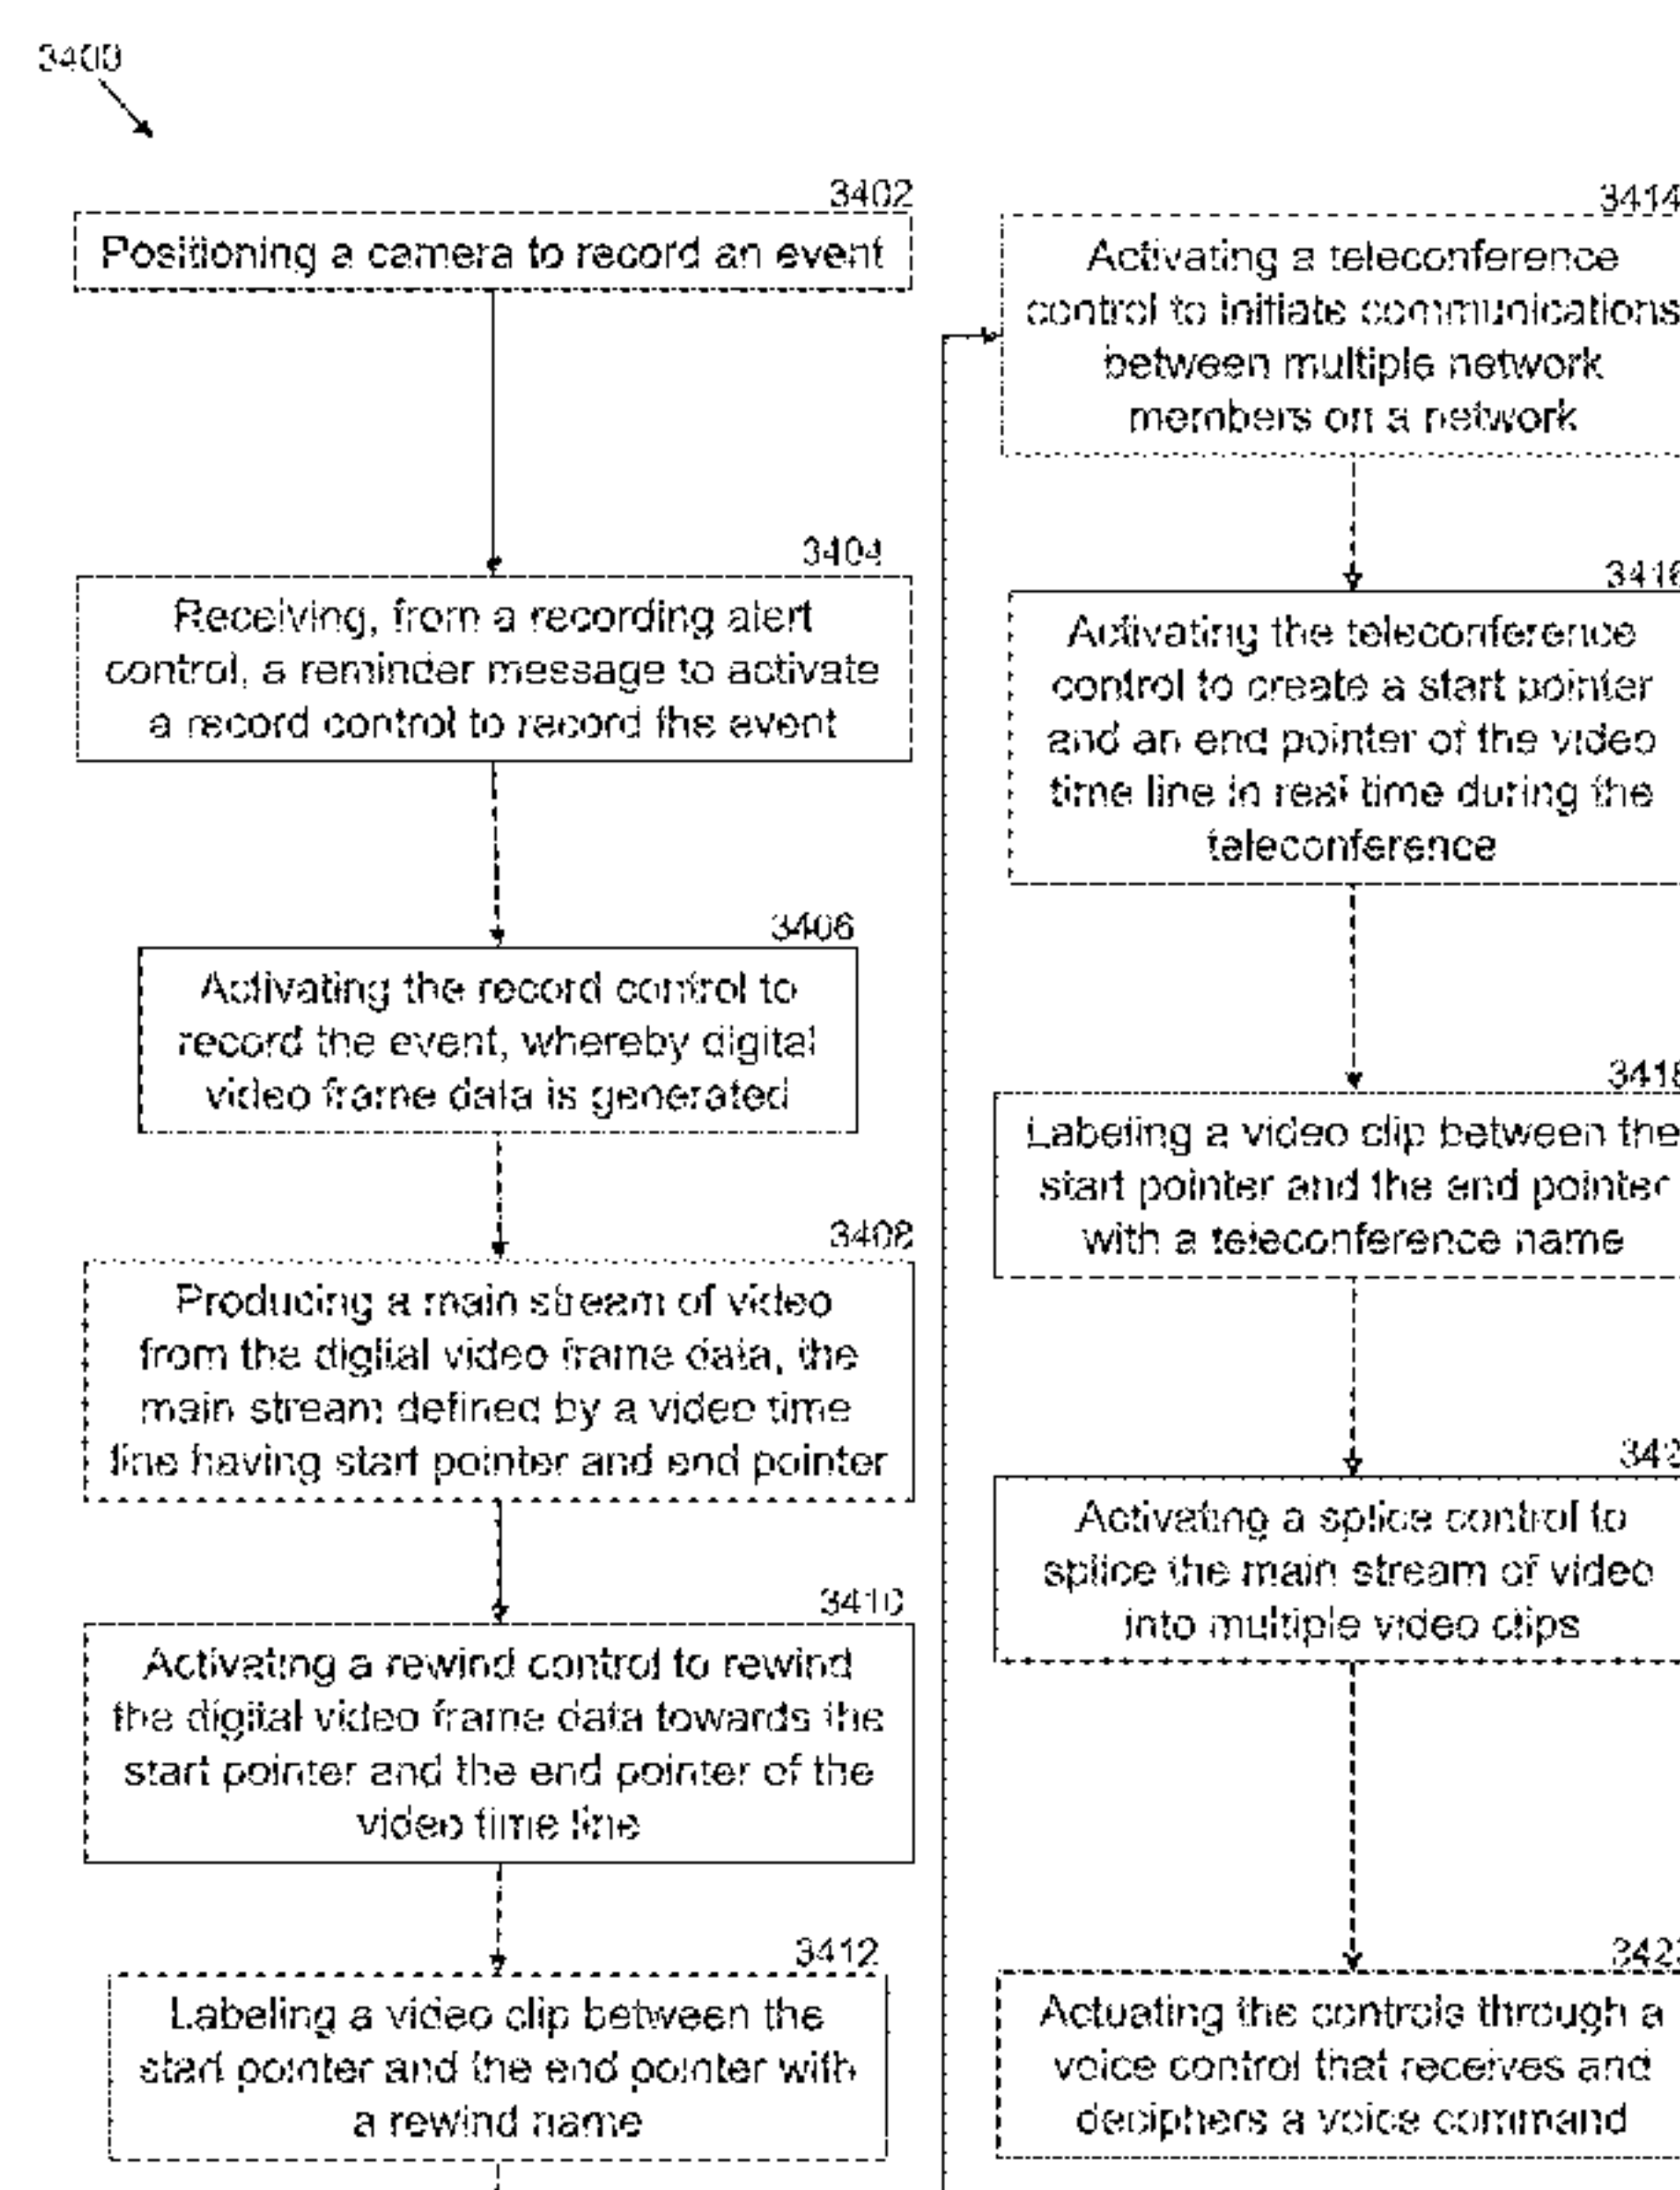 3400
3402
Positioning a camera to record an event
3404
Receiving, from a recording alert
control, a reminder message to activate
a record control to record the event
3406
Activating the record control to
record the event, whereby digital
video frame data is generated
3408
Producing a main stream of video
from the digital video frame data, the
main stream defined by a video time
line having start pointer and end pointer
3410
Activating a rewind control to rewind
the digital video frame data towards the
start pointer and the end pointer of the
video time line
3412
Labeling a video clip between the
start pointer and the end pointer with
a rewind name
3414
Activating a teleconference
control to initiate communications
between multiple network
members on a network
3416
Activating the teleconference
control to create a start pointer
and an end pointer of the video
time line in real time during the
teleconference
3418
Labeling a video clip between the
start pointer and the end pointer
with a teleconference name
Activating a splice control to
splice the main stream of video
into multiple video clips
Actuating the controls through a
voice control that receives and
deciphers a voice command